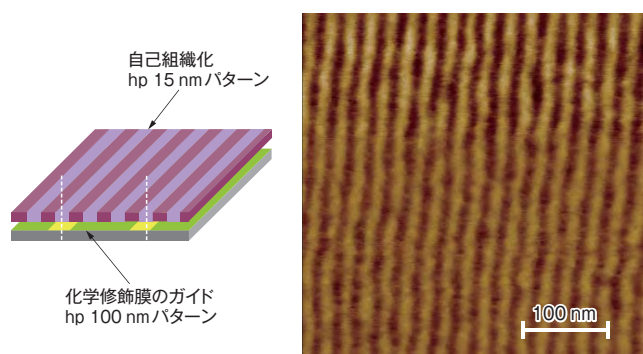 自己組織化
hp 15 nmパターン
化学修飾膜のガイド
hp 100 nmパターン
100 nm